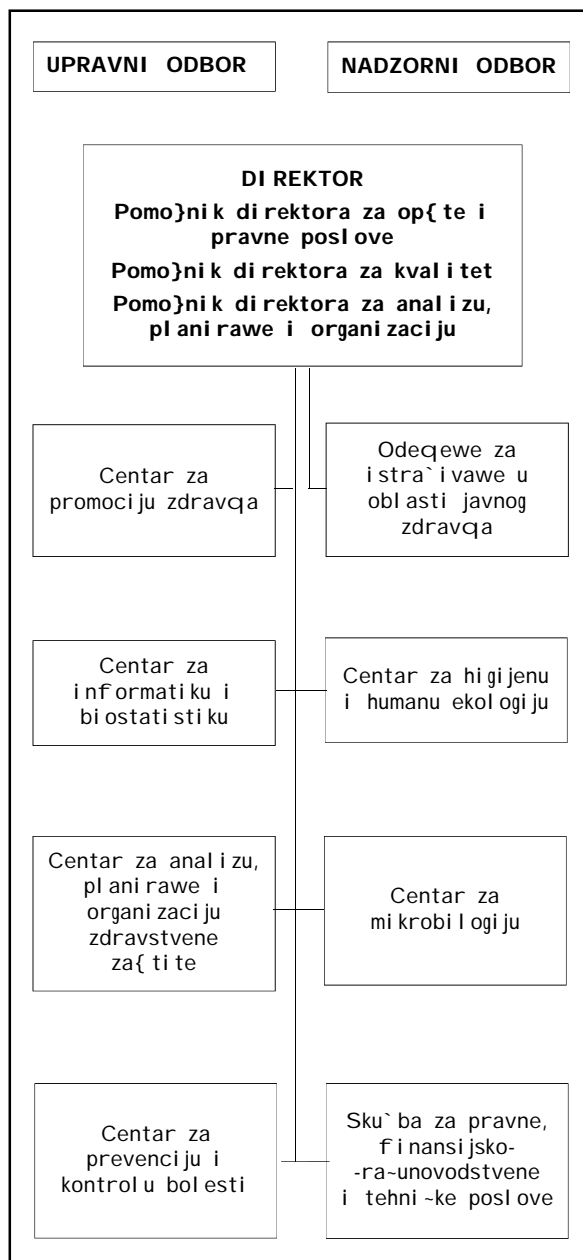 UPRAVNI ODBOR
NADZORNI ODBOR
DIREKTOR
Pomo}nik direktora za op{te i
pravne poslove
Pomo}nik direktora za kvalitet
Pomo}nik direktora za analizu,
planirawe i organizaciju
Centar za
promociju zdravqa
Odeqewe za
istra`ivawe u
oblasti javnog
zdravqa
Centar za
informatiku i
biostatistiku
Centar za higijenu
i humanu ekologiju
Centar za analizu,
planirawe i
organizaciju
zdravstvene
za{tite
Centar za
mikrobilogiju
Centar za
prevenciju i
kontrolu bolesti
Sku`ba za pravne,
finansijsko-
-ra~unovodstvene
i tehni~ke poslove